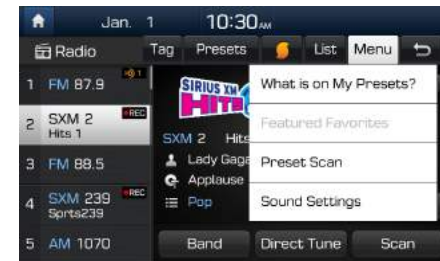 Jan. 1 10:30AM
Radio Tag Presets List Menu
1 FM 87.9 1
What is on My Presets?
SIRIUS XM
HITS 1
2 SXM 2 REC
Hits 1
Featured Favorites
SXM 2 Hits
3 FM 88.5
Lady Gaga
Preset Scan
Applause
4 SXM 239 REC
Sprts239
Pop
Sound Settings
5 AM 1070
Band Direct Tune Scan